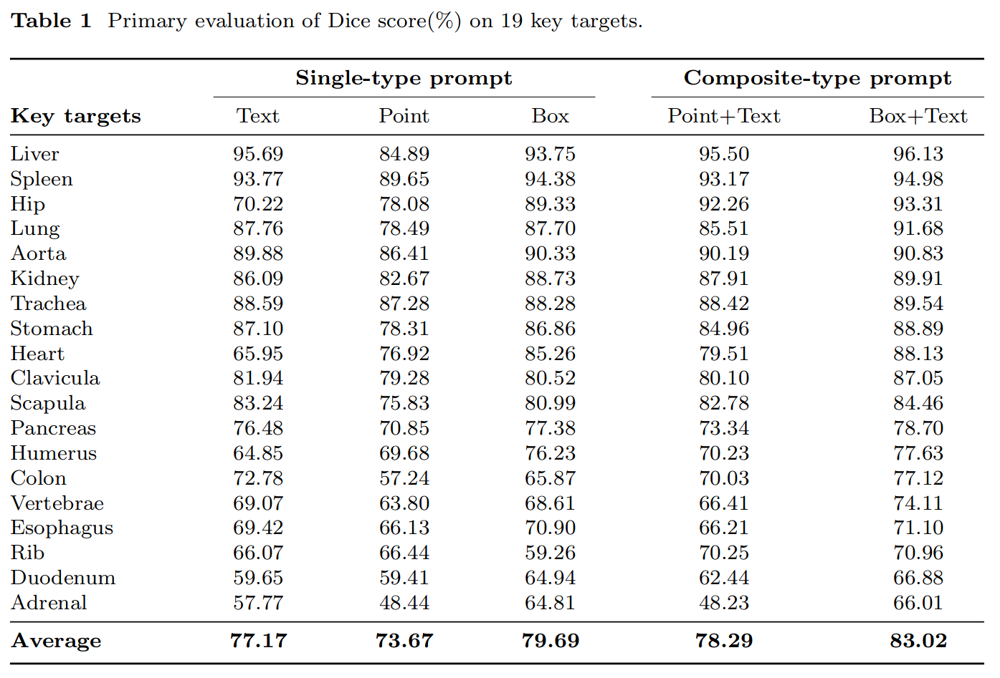 Table 1 Primary evaluation of Dice score(%) on 19 key targets.
Single-type prompt Composite-type prompt
Key targets Text Point Box Point+Text Box+Text
Liver 95.69 84.89 93.75 95.50 96.13
Spleen 93.77 89.65 94.38 93.17 94.98
Hip 70.22 78.08 89.33 92.26 93.31
Lung 87.76 78.49 87.70 85.51 91.68
Aorta 89.88 86.41 90.33 90.19 90.83
Kidney 86.09 82.67 88.73 87.91 89.91
Trachea 88.59 87.28 88.28 88.42 89.54
Stomach 87.10 78.31 86.86 84.96 88.89
Heart 65.95 76.92 85.26 79.51 88.13
Clavicula 81.94 79.28 80.52 80.10 87.05
Scapula 83.24 75.83 80.99 82.78 84.46
Pancreas 76.48 70.85 77.38 73.34 78.70
Humerus 64.85 69.68 76.23 70.23 77.63
Colon 72.78 57.24 65.87 70.03 77.12
Vertebrae 69.07 63.80 68.61 66.41 74.11
Esophagus 69.42 66.13 70.90 66.21 71.10
Rib 66.07 66.44 59.26 70.25 70.96
Duodenum 59.65 59.41 64.94 62.44 66.88
Adrenal 57.77 48.44 64.81 48.23 66.01
Average 77.17 73.67 79.69 78.29 83.02